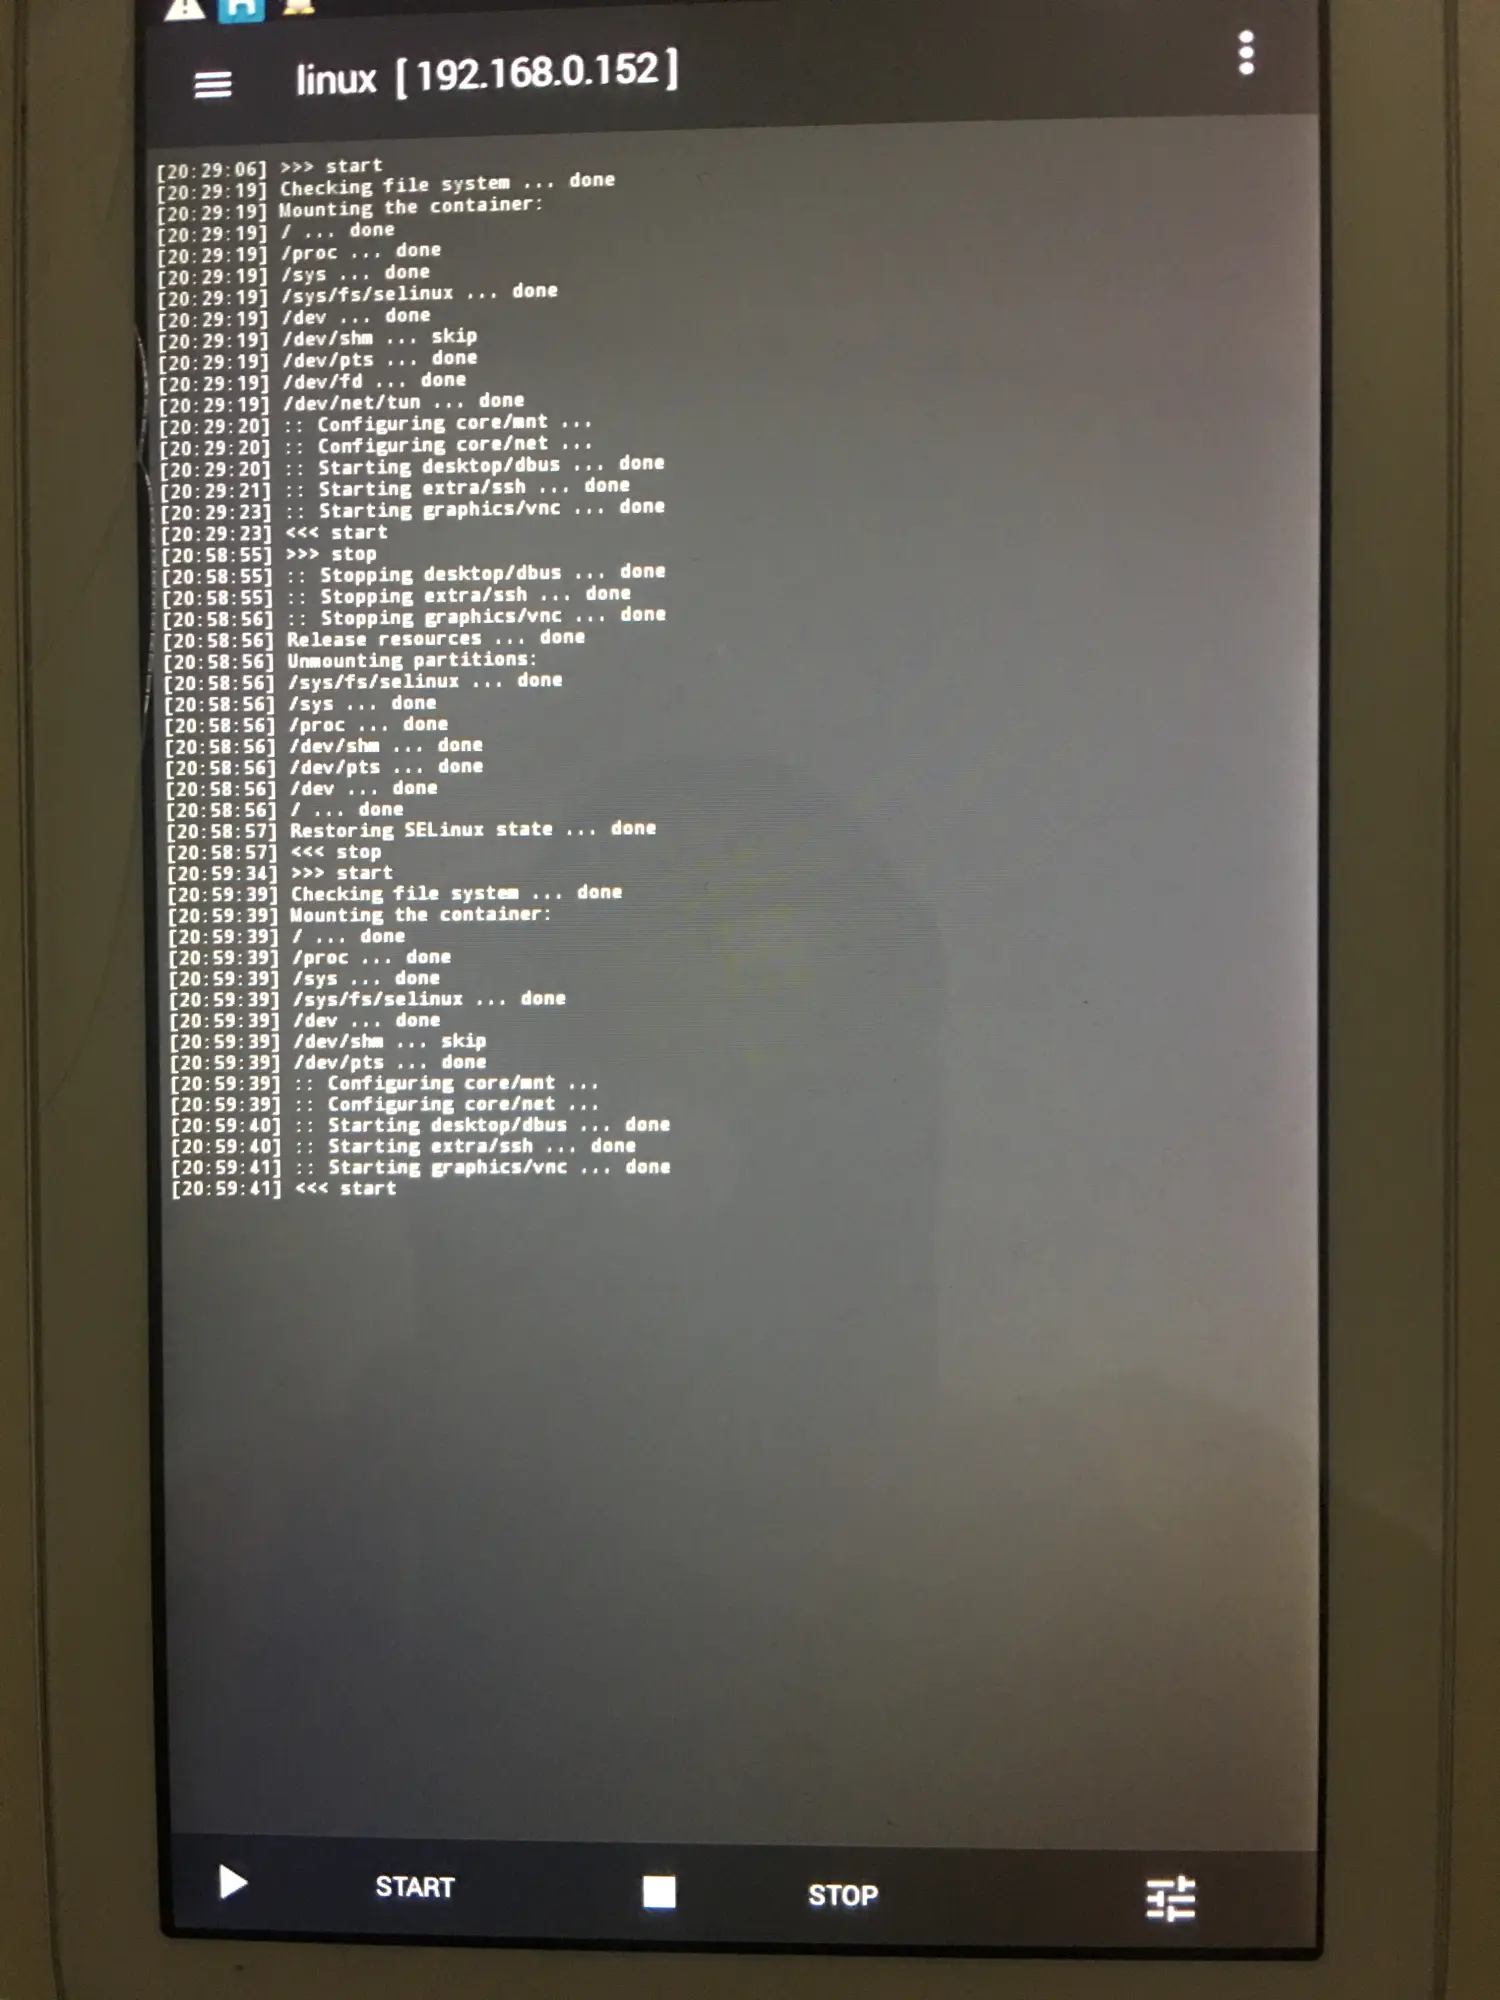 linux [ 192.168.0.152 ]
[20:29:06] >>> start
[20:29:19] Checking file system ... done
[20:29:19] Mounting the container:
[20:29:19] / ... done
[20:29:19] /proc ... done
[20:29:19] /sys ... done
[20:29:19] /sys/fs/selinux ... done
[20:29:19] /dev ... done
[20:29:19] /dev/shm ... skip
[20:29:19] /dev/pts ... done
[20:29:19] /dev/fd ... done
[20:29:19] /dev/net/tun ... done
[20:29:20] :: Configuring core/mnt ...
[20:29:20] :: Configuring core/net ...
[20:29:20] :: Starting desktop/dbus ... done
[20:29:21] :: Starting extra/ssh ... done
[20:29:23] :: Starting graphics/vnc ... done
[20:29:23] <<< start
[20:58:55] >>> stop
[20:58:55] :: Stopping desktop/dbus ... done
[20:58:55] :: Stopping extra/ssh ... done
[20:58:56] :: Stopping graphics/vnc ... done
[20:58:56] Release resources ... done
[20:58:56] Unmounting partitions:
[20:58:56] /sys/fs/selinux ... done
[20:58:56] /sys ... done
[20:58:56] /proc ... done
[20:58:56] /dev/shm ... done
[20:58:56] /dev/pts ... done
[20:58:56] /dev ... done
[20:58:56] / ... done
[20:58:57] Restoring SELinux state ... done
[20:58:57] <<< stop
[20:59:34] >>> start
[20:59:39] Checking file system ... done
[20:59:39] Mounting the container:
[20:59:39] / ... done
[20:59:39] /proc ... done
[20:59:39] /sys ... done
[20:59:39] /sys/fs/selinux ... done
[20:59:39] /dev ... done
[20:59:39] /dev/shm ... skip
[20:59:39] /dev/pts ... done
[20:59:39] :: Configuring core/mnt ...
[20:59:39] :: Configuring core/net ...
[20:59:40] :: Starting desktop/dbus ... done
[20:59:40] :: Starting extra/ssh ... done
[20:59:41] :: Starting graphics/vnc ... done
[20:59:41] <<< start
START STOP